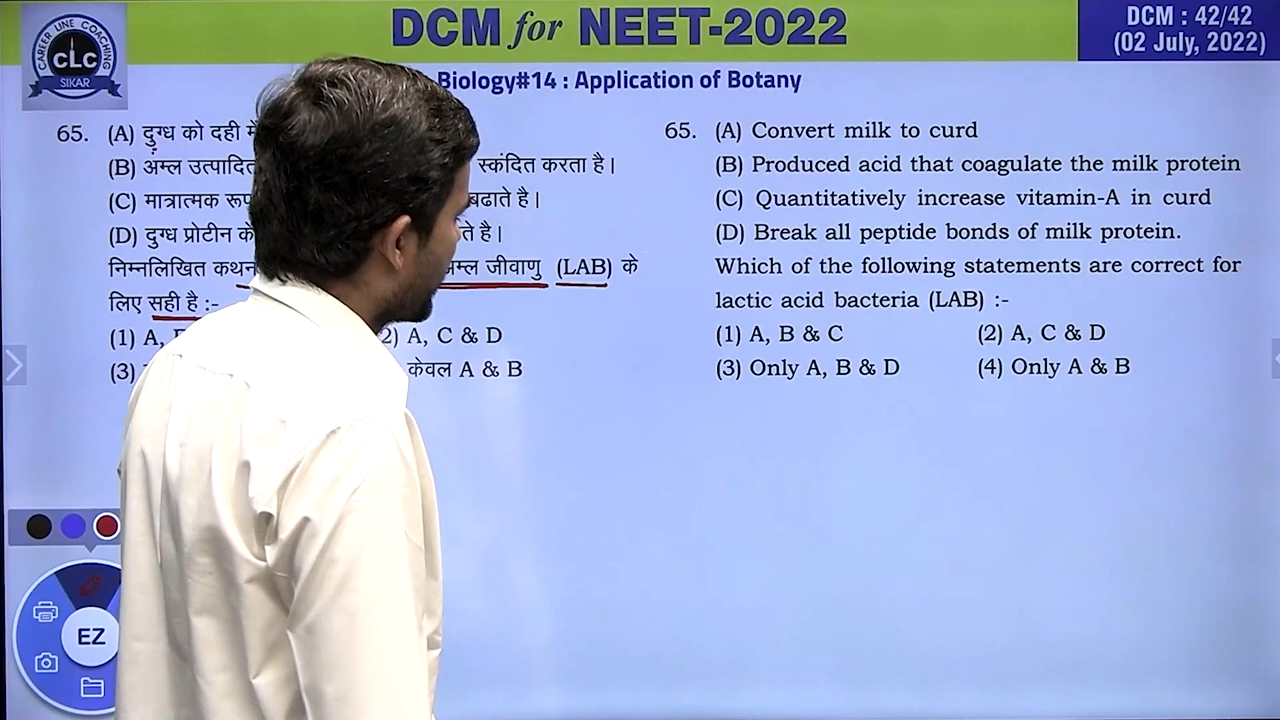 DCM for NEET-2022
DCM : 42/42
(02 July, 2022)
CAREER LINE COACHING
CLC
SIKAR
Biology#14 : Application of Botany
65. (A) दुग्ध को दही में
(B) अम्ल उत्पादित स्कंदित करता है।
(C) मात्रात्मक रूप बढाते है।
(D) दुग्ध प्रोटीन के ते है।
निम्नलिखित कथन अम्ल जीवाणु (LAB) के
लिए सही है :-
(1) A, 2) A, C & D
(3) केवल A & B
65. (A) Convert milk to curd
(B) Produced acid that coagulate the milk protein
(C) Quantitatively increase vitamin-A in curd
(D) Break all peptide bonds of milk protein.
Which of the following statements are correct for
lactic acid bacteria (LAB) :-
(1) A, B & C (2) A, C & D
(3) Only A, B & D (4) Only A & B
EZ